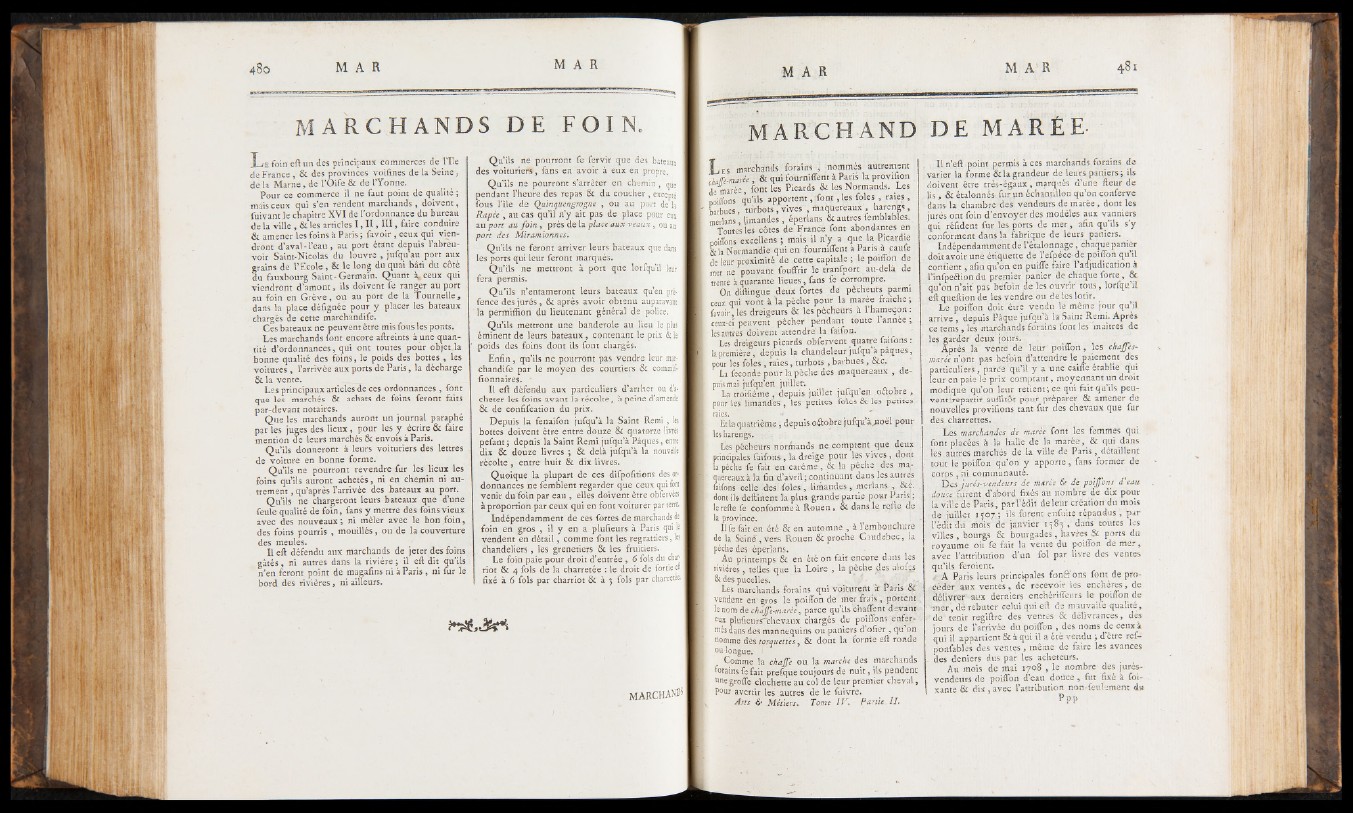 480 M A R M A R
MARCHANDS DE FOIN.
LE foin eſt un des principaux commerces de l'Iſle
de France, & des provinces voiſines de la Seine,
de la Marne, de l'Oiſe & de l'Yonne.
Pour ce commerce il ne faut point de qualité;
mais ceux qui s'en rendent marchands, doivent,
ſuivant le chapitre XVI de l'ordonnance du bureau
de la ville, & les articles I, II, III, faire conduire
& amener les foins à Paris; ſavoir, ceux qui vien-
dront d'aval-l'eau, au port étant depuis l'abreu-
voir Saint-Nicolas du louvre, juſqu'au port aux
grains de l'Ecole, & le long du quai bâti du côté
du fauxbourg Saint-Germain. Quant à ceux qui
viendront d'amont, ils doivent ſe ranger au port
au foin en Grève, ou au port de la Tournelle,
dans la place déſignée pour y placer les bateaux
chargés de cette marchandiſe.
Ces bateaux ne peuvent être mis ſous les ponts.
Les marchands ſont encore aſtreints à une quan-
tité d'ordonnances, qui ont toutes pour objet la
bonne qualité des foins, le poids des bottes, les
voitures, l'arrivée aux ports de Paris, la décharge
& la vente.
Les principaux articles de ces ordonnances, ſont
que les marchés & achats de foins ſeront faits
par-devant notaires.
Que les marchands auront un journal paraphé
par les juges des lieux, pour les y écrire & faire
mention de leurs marchés & envois à Paris.
Qu'ils donneront à leurs voituriers des lettres
de voiture en bonne forme.
Qu'ils ne pourront revendre ſur les lieux les
foins qu'ils auront achetés, ni en chemin ni au-
trement, qu'après l'arrivée des bateaux au port.
Qu'ils ne chargeront leurs bateaux que d'une
ſeule qualité de foin, ſans y mettre des foins vieux
avec des nouveaux; ni mêler avec le bon foin,
des foins pourris, mouillés, ou de la couverture
des meules.
Il eſt défendu aux marchands de jeter des foins
gâtés, ni autres dans la rivière; il eſt dit qu'ils
n'en feront point de magaſins ni à Paris, ni ſur le
bord des rivières, ni ailleurs.
Qu'ils ne pourront ſe ſervir que des bateaux
des voituriers, ſans en avoir à eux en propre.
Qu'ils ne pourront s'arrêter en chemin, que
pendant l'heure des repas & du coucher, excepté
ſous l'île de Quinquengrogne, ou au port de la
Rapée, au cas qu'il n'y ait pas de place pour eux
au port au foin, près de la place aux veaux, ou au
port des Miramionnes.
Qu'ils ne feront arriver leurs bateaux que dans
les ports qui leur ſeront marqués.
Qu'ils ne mettront à port que lorſqu'il leur
ſera permis.
Qu'ils n'entameront leurs bateaux qu'en pré-
ſence des jurés, & après avoir obtenu auparavant
la permiſſion du lieutenant général de police.
Qu'ils mettront une banderole au lieu le plus
éminent de leurs bateaux, contenant le prix & le
poids des foins dont ils ſont chargés.
Enfin, qu'ils ne pourront pas vendre leur mar-
chandiſe par le moyen des courtiers & commiſ-
ſionnaires.
Il eſt défendu aux particuliers d'arrher ou d'a-
cheter les foins avant la récolte, à peine d'amende
& de confiſcation du prix.
Depuis la fenaiſon juſqu'à la Saint Remi, les
bottes doivent être entre douze & quatorze livres
peſant; depuis la Saint Remi juſqu'à Pâques, entre
dix & douze livres; & delà juſqu'à la nouvelle
récolte, entre huit & dix livres.
Quoique la plupart de ces diſpoſitions des or-
donnances ne ſemblent regarder que ceux qui font
venir du foin par eau, elles doivent être obſervées
à proportion par ceux qui en font voiturer par terre.
Indépendamment de ces ſortes de marchands de
foin en gros, il y en a pluſieurs à Paris qui le
vendent en détail, comme ſont les regrattiers, les
chandeliers, les grenetiers & les fruitiers.
Le foin paie pour droit d'entrée, 6 ſols du char-
riot & 4 ſols de la charretée: le droit de ſortie eſt
fixé à 6 ſols par charriot & à 3 ſols par charretée.
MARCHANDS
M A R M A R 481
MARCHAND DE MARÉE.
LES marchands forains, nommés autrement
chaſſe-marée, & qui fourniſſent à Paris la proviſion
de marée, ſont les Picards & les Normands. Les
poiſſons qu'ils apportent, ſont, les ſoles, raies,
barbues, turbots, vives, maquereaux, harengs,
merlans, limandes, éperlans & autres ſemblables.
Toutes les côtes de France ſont abondantes en
poiſſons excellens; mais il n'y a que la Picardie
& la Normandie qui en fourniſſent à Paris à cauſe
de leur proximité de cette capitale; le poiſſon de
mer ne pouvant ſouffrir le tranſport au-delà de
trente à quarante lieues, ſans ſe corrompre.
On diſtingue deux ſortes de pêcheurs parmi
ceux qui vont à la pêche pour la marée fraîche;
ſavoir, les dreigeurs & les pêcheurs à l'hameçon:
ceux-ci peuvent pêcher pendant toute l'année;
les autres doivent attendre la ſaiſon.
Les dreigeurs picards obſervent quatre ſaiſons:
la première, depuis la chandeleur juſqu'à pâques,
pour les ſoles, raies, turbots, barbues, &c.
La ſeconde pour la pêche des maquereaux, de-
puis mai juſqu'en juillet.
La troiſième, depuis juillet juſqu'en octobre,
pour les limandes, les petites ſoles & les petites
raies.
Et la quatrième, depuis octobre juſqu'à noël pour
les harengs.
Les pêcheurs normands ne comptent que deux
principales ſaiſons, la dreige pour les vives, dont
la pêche ſe fait en carême, & la pêche des ma-
quereaux à la fin d'avril; continuant dans les autres
ſaiſons celle des ſoles, limandes, merlans, &c.
dont ils deſtinent la plus grande partie pour Paris;
le reſte ſe conſomme à Rouen, & dans le reſte de
la province.
Il ſe fait en été & en automne, à l'embouchure
de la Seine, vers Rouen & proche Caudebec, la
pêche des éperlans.
Au printemps & en été on fait encore dans les
rivières, telles que la Loire, la pêche des aloſes
& des pucelles.
Les marchands forains qui voiturent à Paris &
vendent en gros le poiſſon de mer frais, portent
le nom de chaſſe-marée, parce qu'ils chaſſent devant
eux pluſieurs chevaux chargés de poiſſons enfer-
més dans des mannequins ou paniers d'oſier, qu'on
nomme des torquettes, & dont la forme eſt ronde
ou longue.
Comme la chaſſe ou la marche des marchands
forains ſe fait preſque toujours de nuit, ils pendent
une groſſe clochette au col de leur premier cheval,
pour avertir les autres de le ſuivre.
Arts & Métiers. Tome IV. Partie II.
Il n'eſt point permis à ces marchands forains de
varier la forme & la grandeur de leurs paniers; ils
doivent être très-égaux, marqués d'une fleur de
lis, & étalonnés ſur un échantillon qu'on conſerve
dans la chambre des vendeurs de marée, dont les
jurés ont ſoin d'envoyer des modèles aux vanniers
qui réſident ſur les ports de mer, afin qu'ils s'y
conforment dans la fabrique de leurs paniers.
Indépendamment de l'étalonnage, chaque panier
doit avoir une étiquette de l'eſpèce de poiſſon qu'il
contient, afin qu'on en puiſſe faire l'adjudication à
l'inſpection du premier panier de chaque ſorte, &
qu'on n'ait pas beſoin de les ouvrir tous, lorſqu'il
eſt queſtion de les vendre ou de les lotir.
Le poiſſon doit être vendu le même jour qu'il
arrive, depuis Pâque juſqu'à la Saint Remi. Après
ce tems, les marchands forains ſont les maîtres de
les garder deux jours.
Après la vente de leur poiſſon, les chaſſes-
marée n'ont pas beſoin d'attendre le paiement des
particuliers, parce qu'il y a une caiſſe établie qui
leur en paie le prix comptant, moyennant un droit
modique qu'on leur retient; ce qui fait qu'ils peu-
vent repartir auſſitôt pour préparer & amener de
nouvelles proviſions tant ſur des chevaux que ſur
des charrettes.
Les marchandes de marée ſont les femmes qui
ſont placées à la halle de la marée, & qui dans
les autres marchés de la ville de Paris, détaillent
tout le poiſſon qu'on y apporte, ſans former de
corps, ni communauté.
Des jurés-vendeurs de marée & de poiſſons d'eau
douce furent d'abord fixés au nombre de dix pour
la ville de Paris, par l'édit de leur création du mois
de juillet 1507; ils furent enſuite répandus, par
l'édit du mois de janvier 1583, dans toutes les
villes, bourgs & bourgades, havres & ports du
royaume où ſe fait la vente du poiſſon de mer,
avec l'attribution d'un ſol par livre des ventes
qu'ils feroient.
A Paris leurs principales fonctions ſont de pro-
céder aux ventes, de recevoir les enchères, de
délivrer aux derniers enchériſſeurs le poiſſon de
mer, de rebuter celui qui eſt de mauvaiſe qualité,
de tenir regiſtre des ventes & délivrances, des
jours de l'arrivée du poiſſon, des noms de ceux à
qui il appartient & à qui il a été vendu; d'être reſ-
ponſables des ventes, même de faire les avances
des deniers dus par les acheteurs.
Au mois de mai 1708, le nombre des jurés-
vendeurs de poiſſon d'eau douce, fut fixé à ſoi-
xante & dix, avec l'attribution non-ſeulement du
Ppp